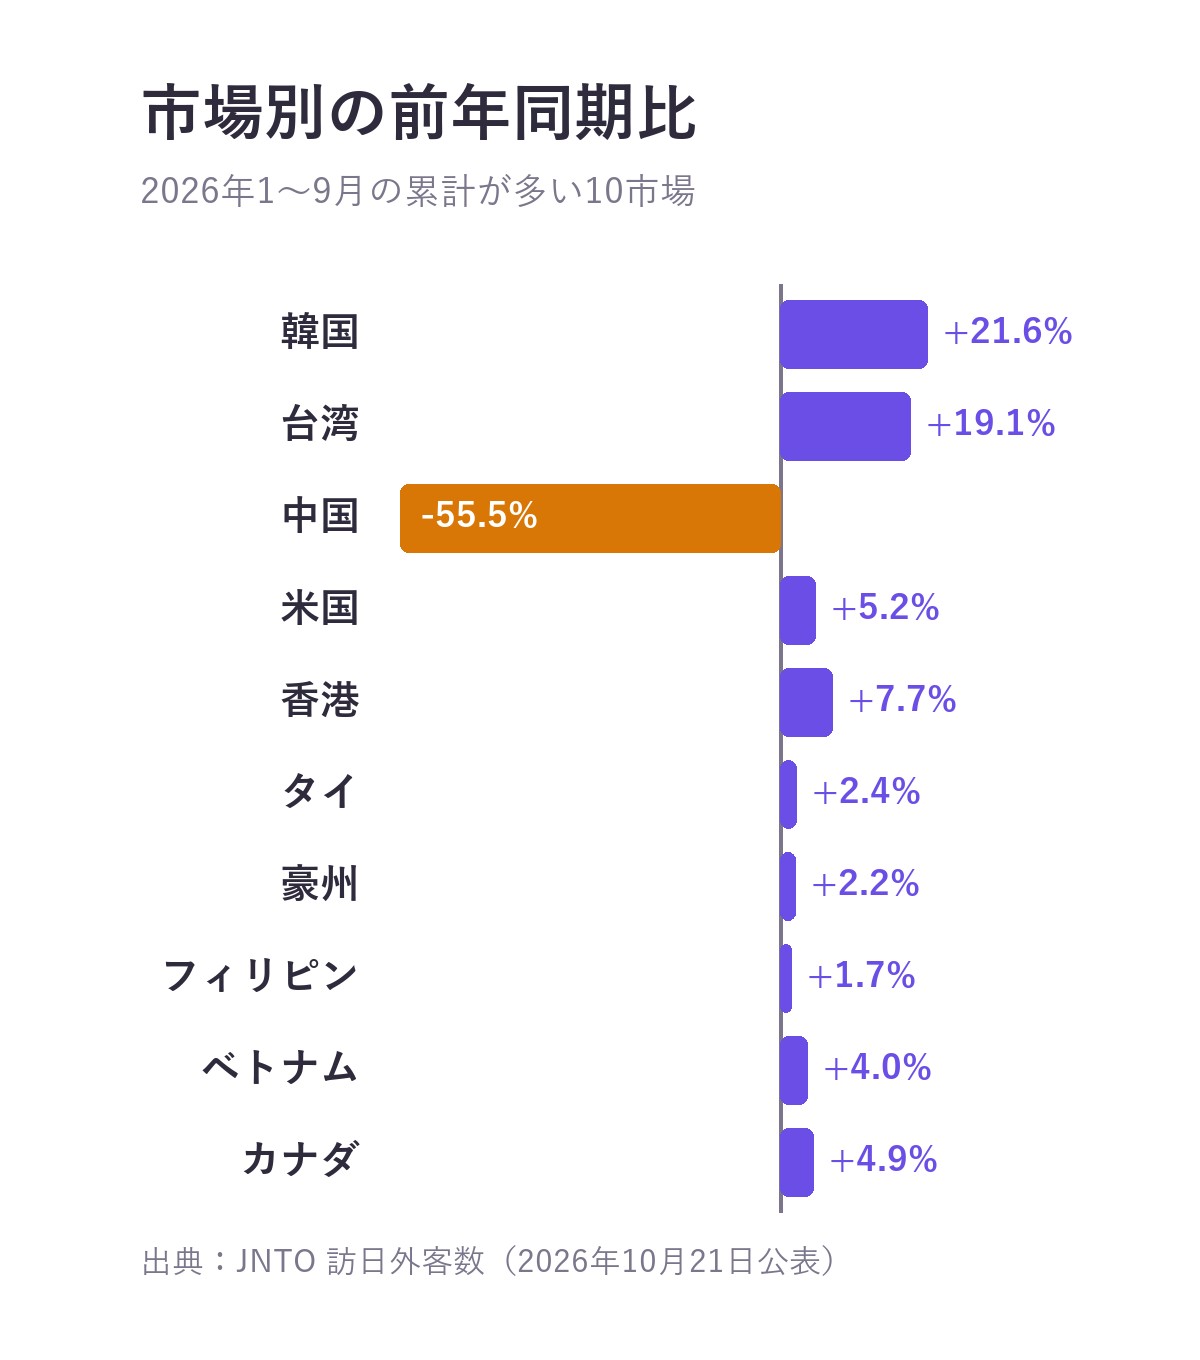 市場別の前年同期比
2026年1〜9月の累計が多い10市場
韓国 +21.6%
台湾 +19.1%
中国 -55.5%
米国 +5.2%
香港 +7.7%
タイ +2.4%
豪州 +2.2%
フィリピン +1.7%
ベトナム +4.0%
カナダ +4.9%
出典：JNTO 訪日外客数（2026年10月21日公表）